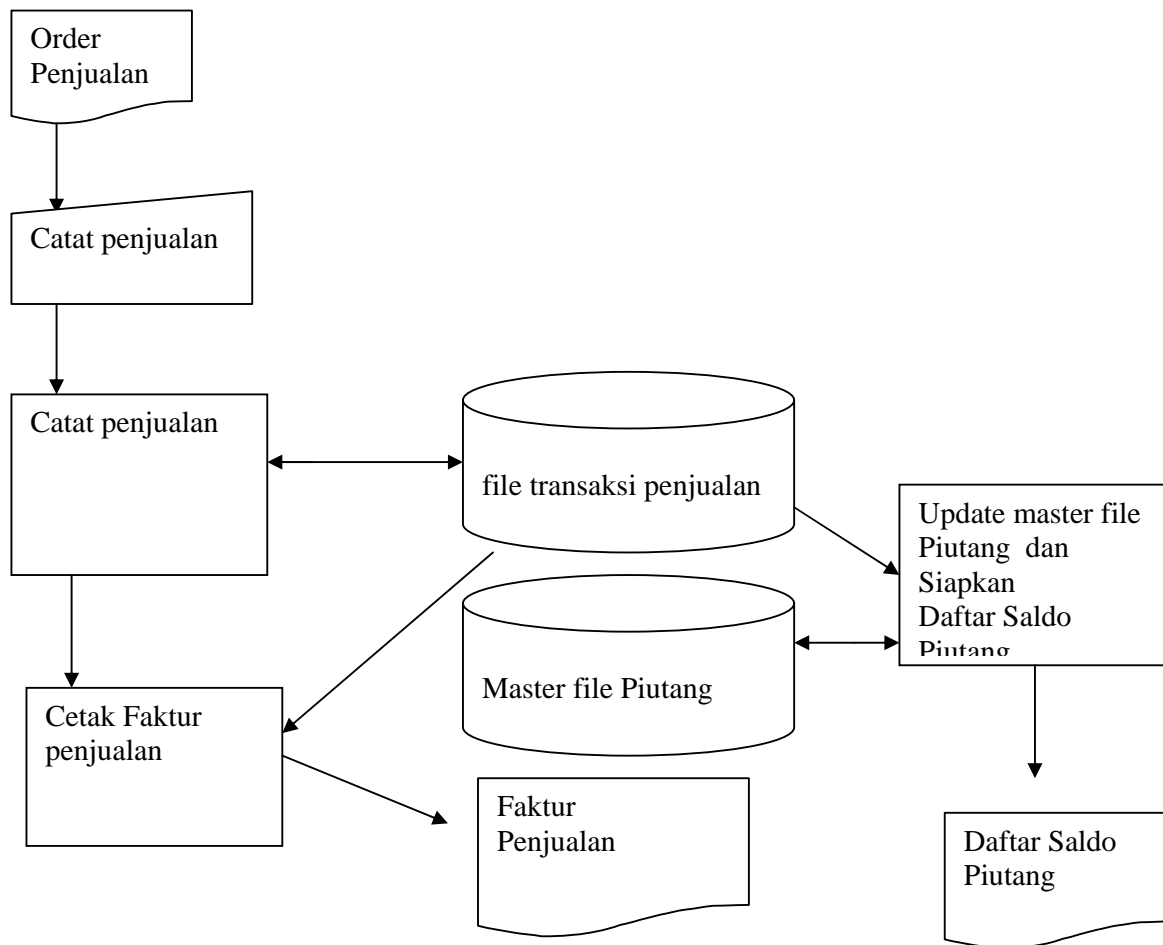 Order
Penjualan
Catat penjualan
Catat penjualan
file transaksi penjualan
Update master file
Piutang dan
Siapkan
Daftar Saldo
Piutang
Master file Piutang
Cetak Faktur
penjualan
Faktur
Penjualan
Daftar Saldo
Piutang